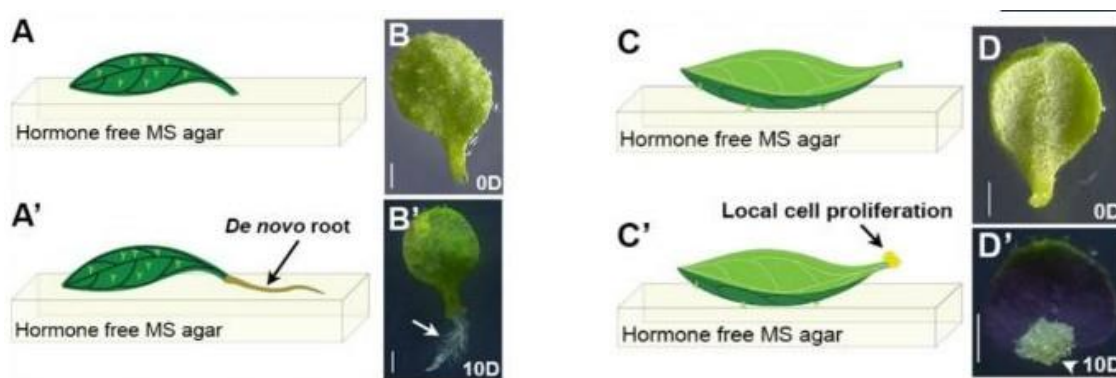 A
Hormone free MS agar
B
0D
A'
De novo root
Hormone free MS agar
B'
10D
C
Hormone free MS agar
D
0D
C'
Local cell proliferation
Hormone free MS agar
D'
10D